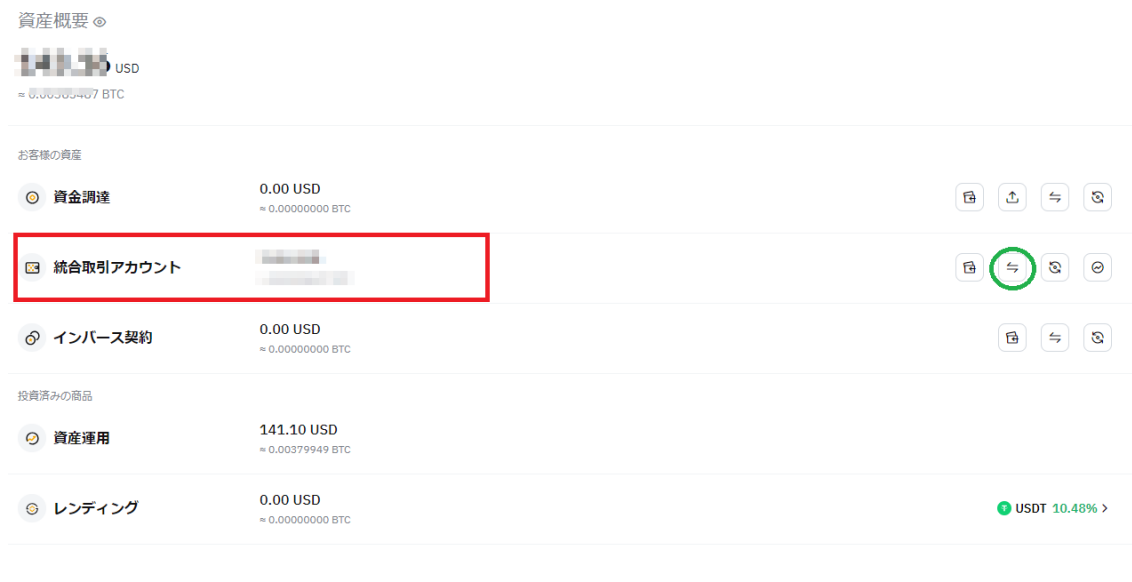 資産概要
USD
BTC
お客様の資産
資金調達
0.00 USD
≈ 0.00000000 BTC
統合取引アカウント
インバース契約
0.00 USD
≈ 0.00000000 BTC
投資済みの商品
資産運用
141.10 USD
≈ 0.00379949 BTC
レンディング
0.00 USD
≈ 0.00000000 BTC
USDT 10.48%